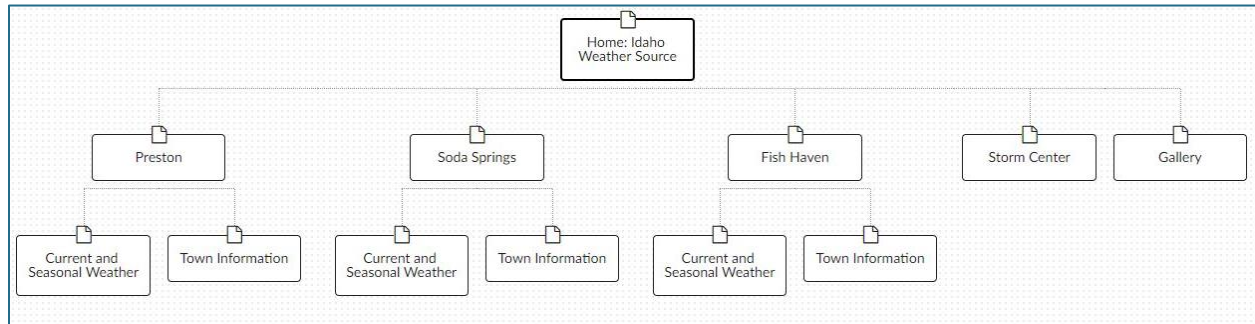 Home: Idaho
Weather Source
Preston
Soda Springs
Fish Haven
Storm Center
Gallery
Current and
Seasonal Weather
Town Information
Current and
Seasonal Weather
Town Information
Current and
Seasonal Weather
Town Information